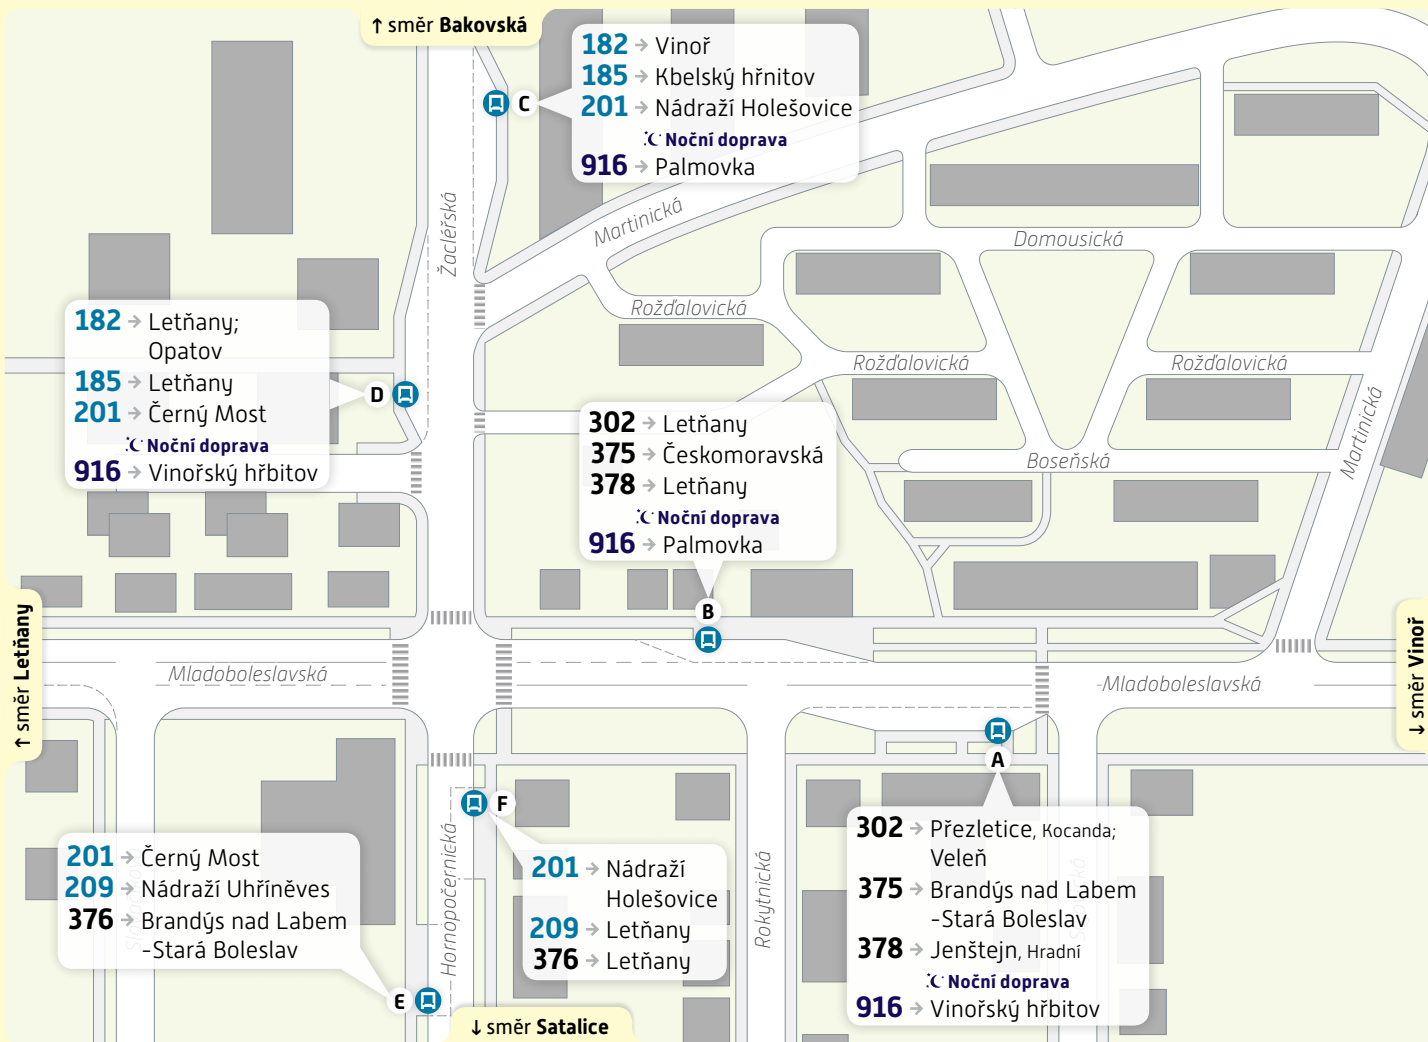 ↑ směr Bakovská
182 → Vinoř
185 → Kbelský hřnitov
201 → Nádraží Holešovice
Noční doprava
916 → Palmovka
C
Žacléřská
Martinická
Domousická
Rožďalovická
Rožďalovická
Rožďalovická
Boseňská
Martinická
182 → Letňany;
Opatov
185 → Letňany
201 → Černý Most
Noční doprava
916 → Vinořský hřbitov
D
302 → Letňany
375 → Českomoravská
378 → Letňany
Noční doprava
916 → Palmovka
B
↑ směr Letňany
Mladoboleslavská
Mladoboleslavská
↓ směr Vinoř
A
302 → Přezletice, Kocanda;
Veleň
375 → Brandýs nad Labem
-Stará Boleslav
378 → Jenštejn, Hradní
Noční doprava
916 → Vinořský hřbitov
F
201 → Nádraží
Holešovice
209 → Letňany
376 → Letňany
Hornopočernická
Rokytnická
201 → Černý Most
209 → Nádraží Uhříněves
376 → Brandýs nad Labem
-Stará Boleslav
E
↓ směr Satalice